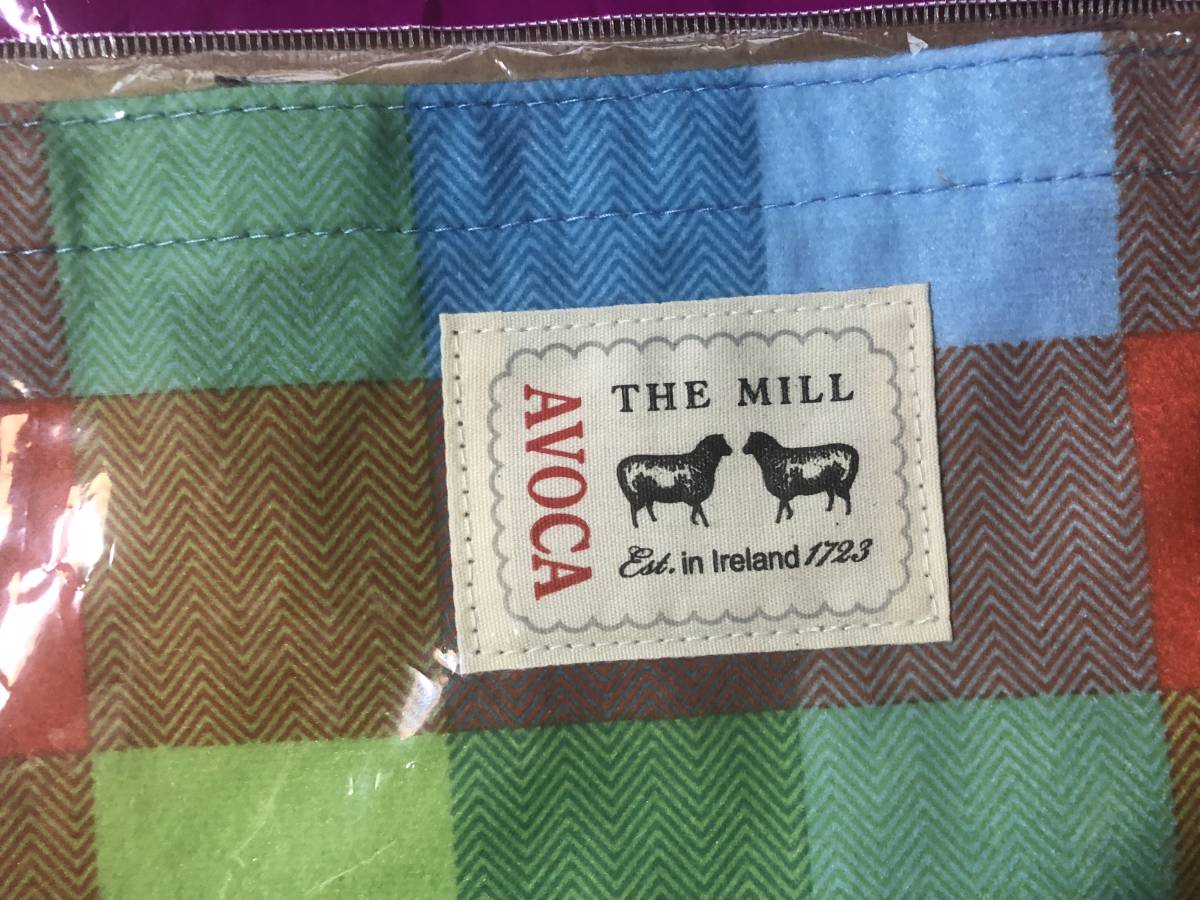 AVOCA
THE MILL
Est. in Ireland 1723